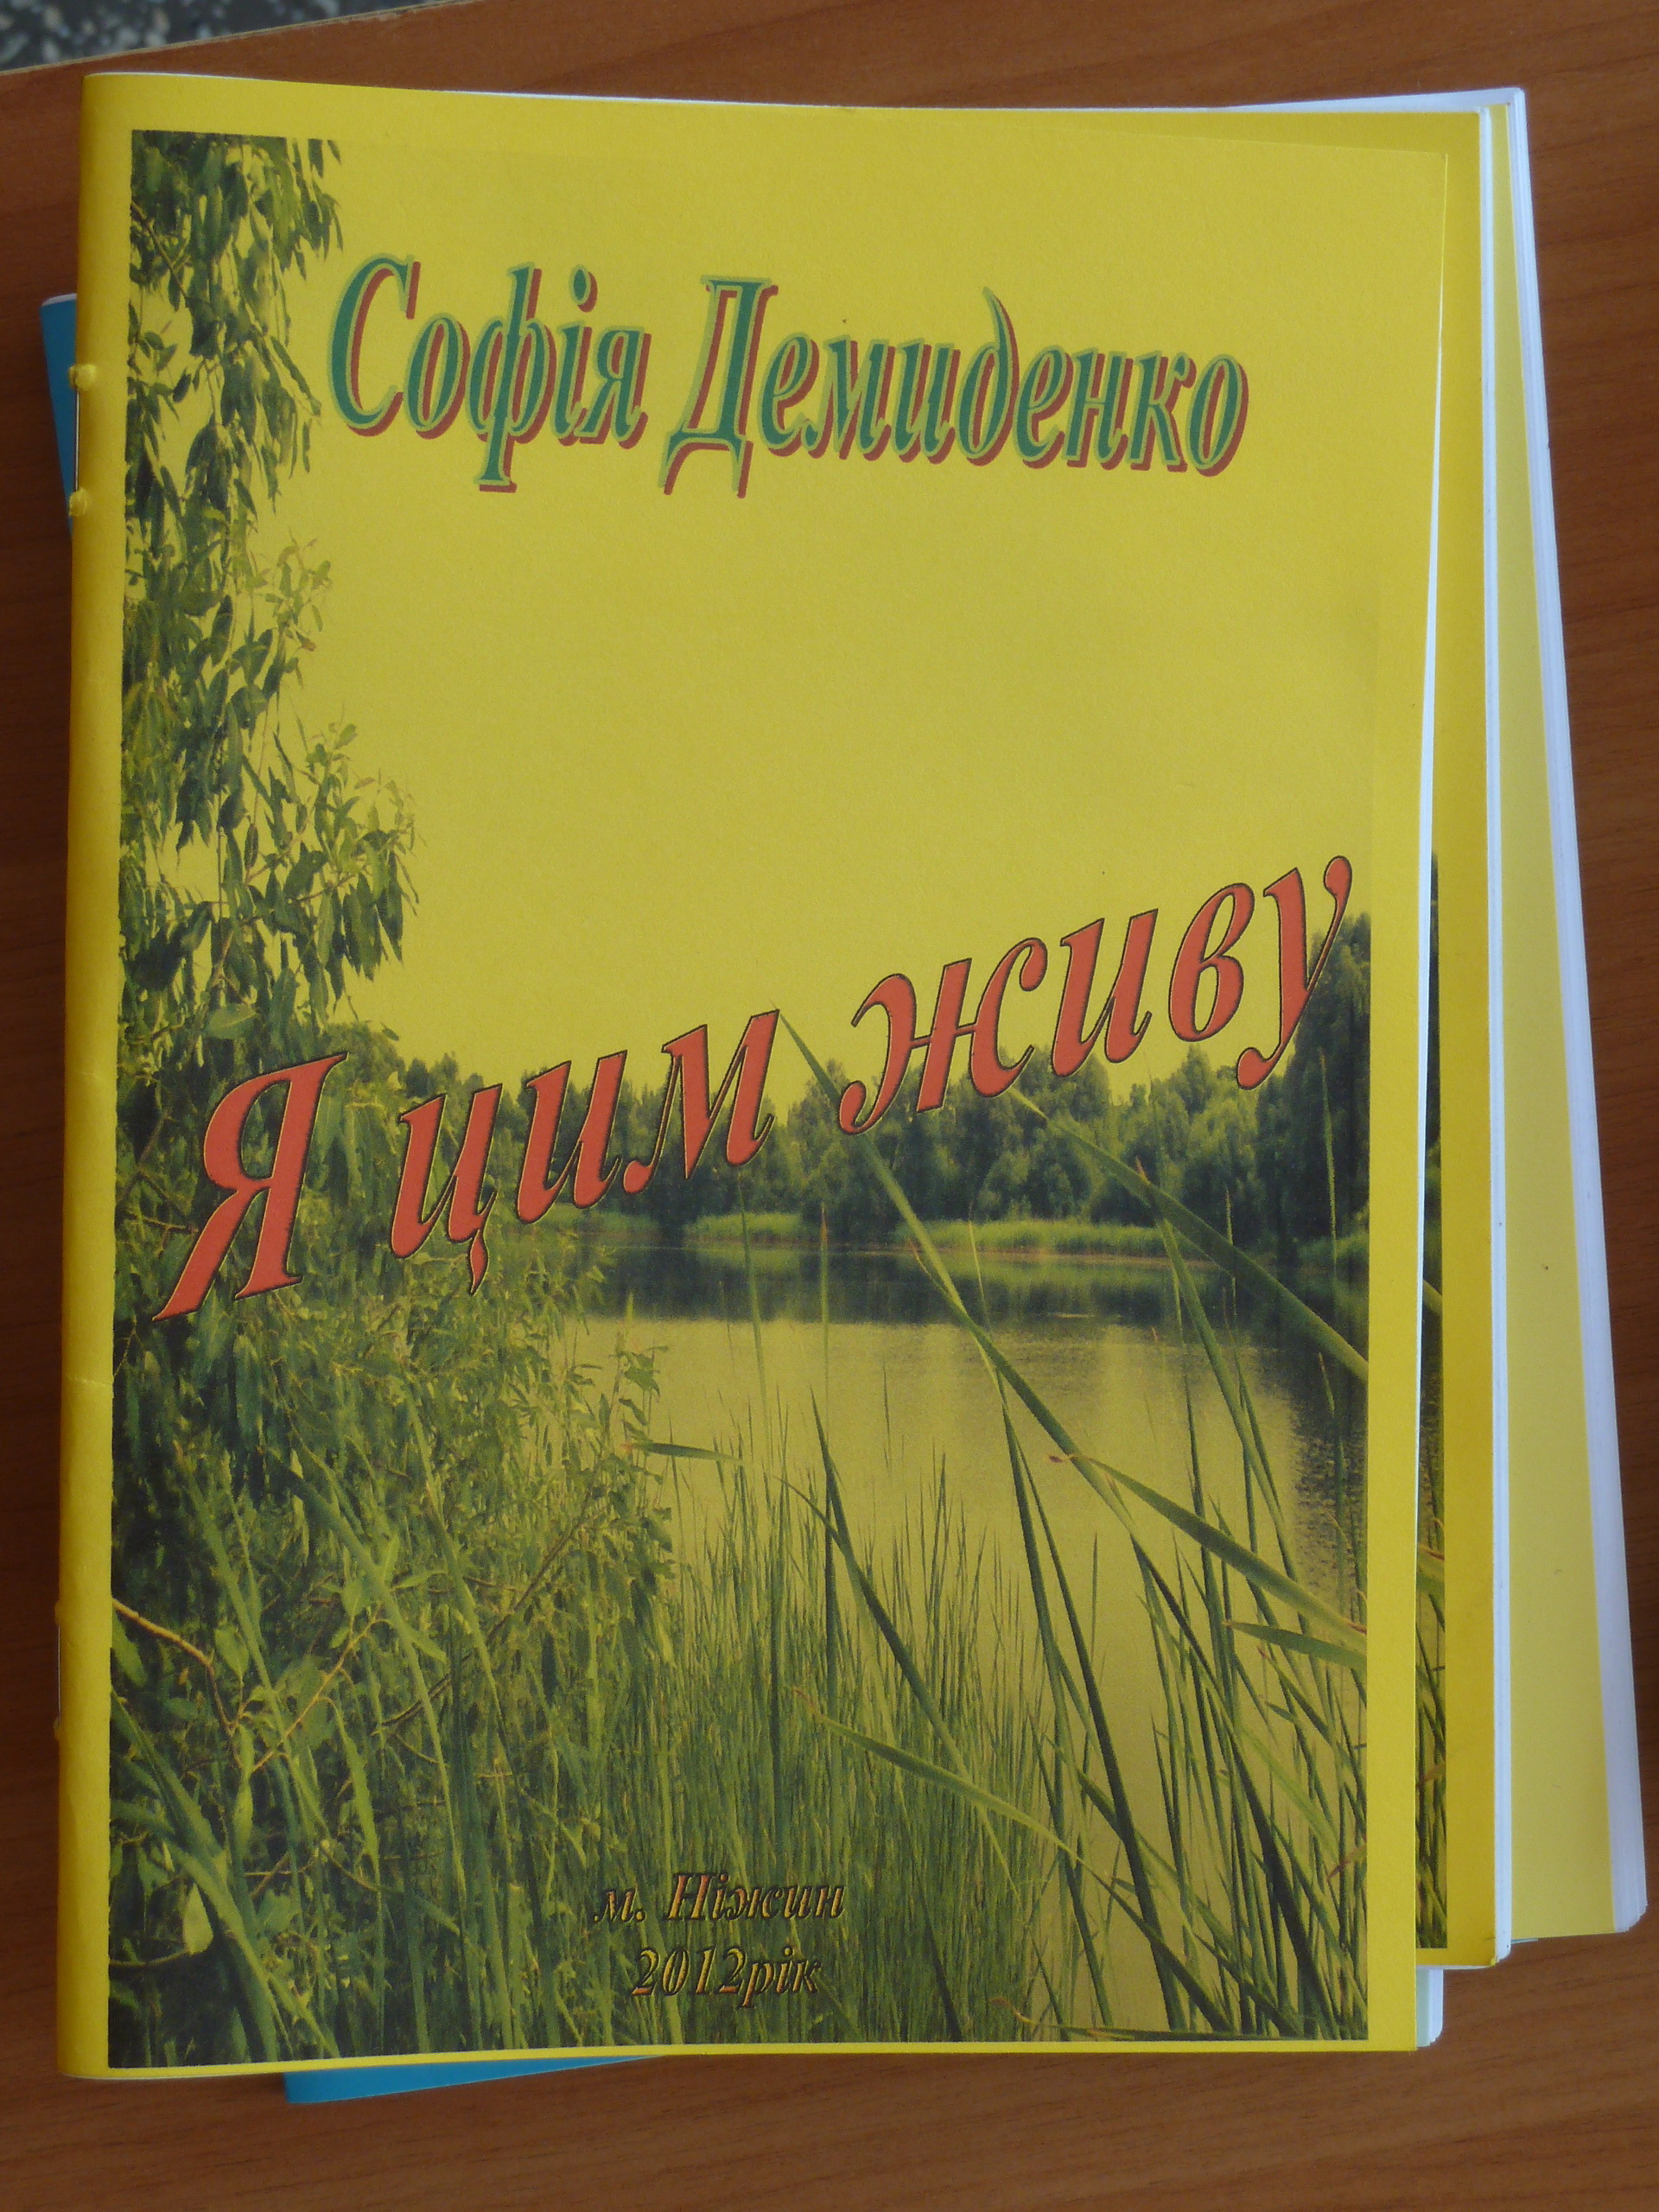 Софія Демиденко
Я цим живу
м. Ніжин
2012рік